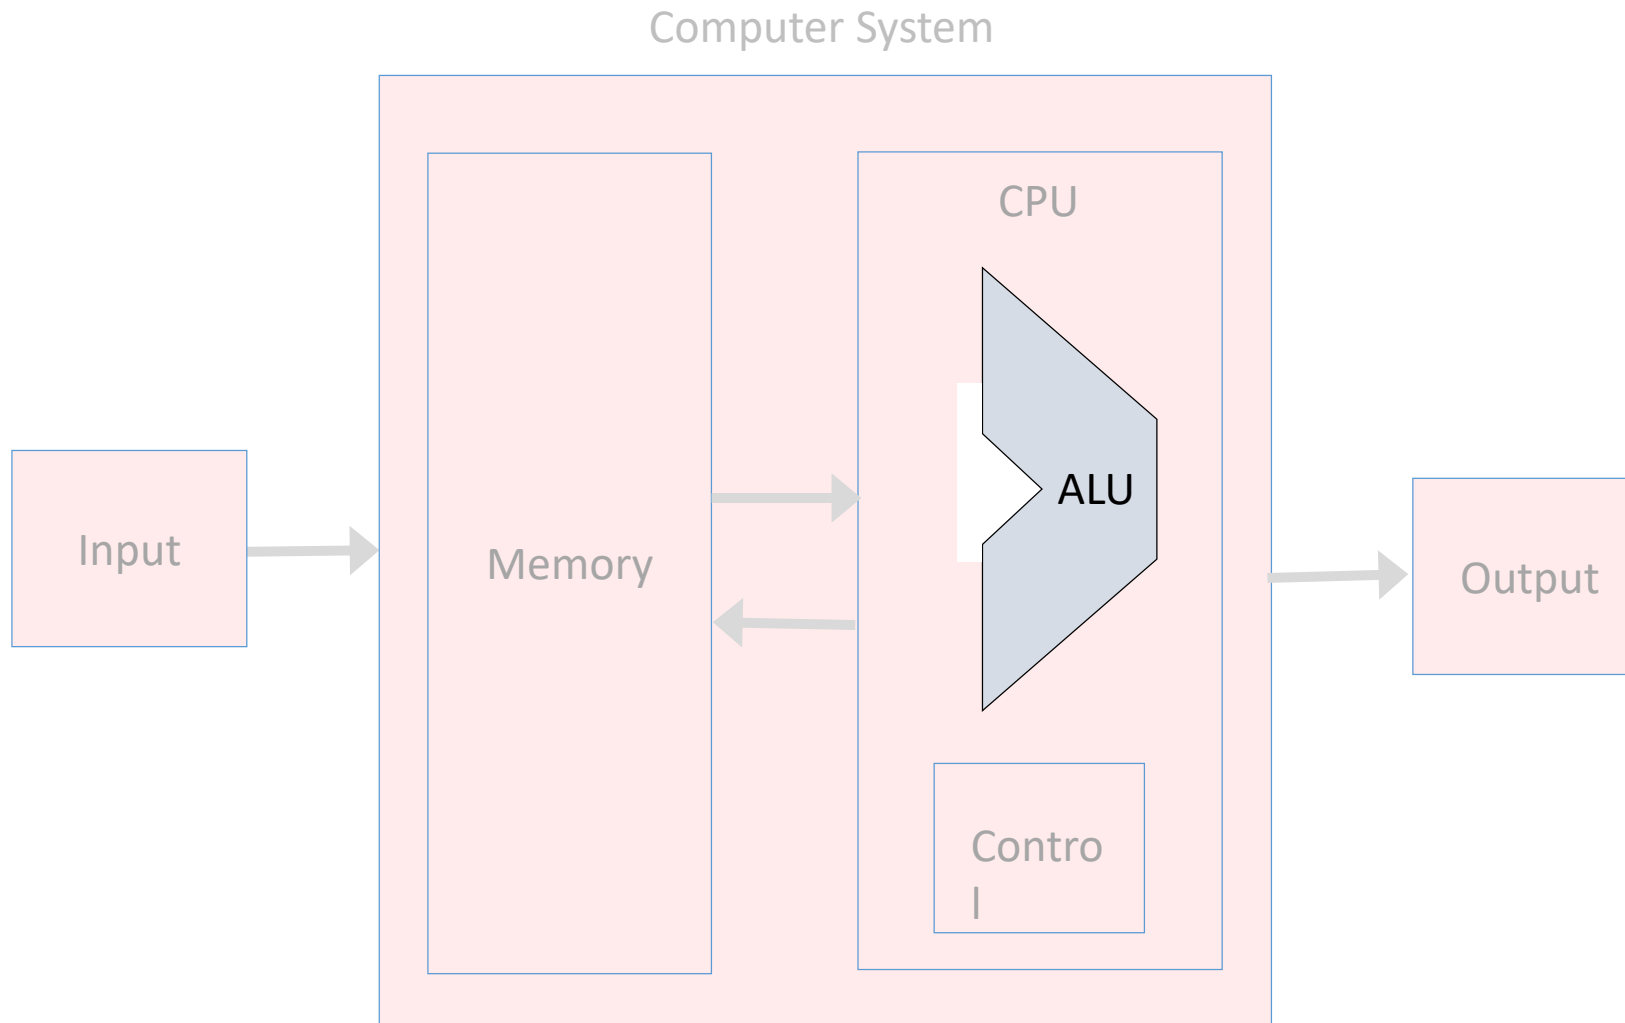 Computer System
CPU
ALU
Input
Memory
Output
Contro
l